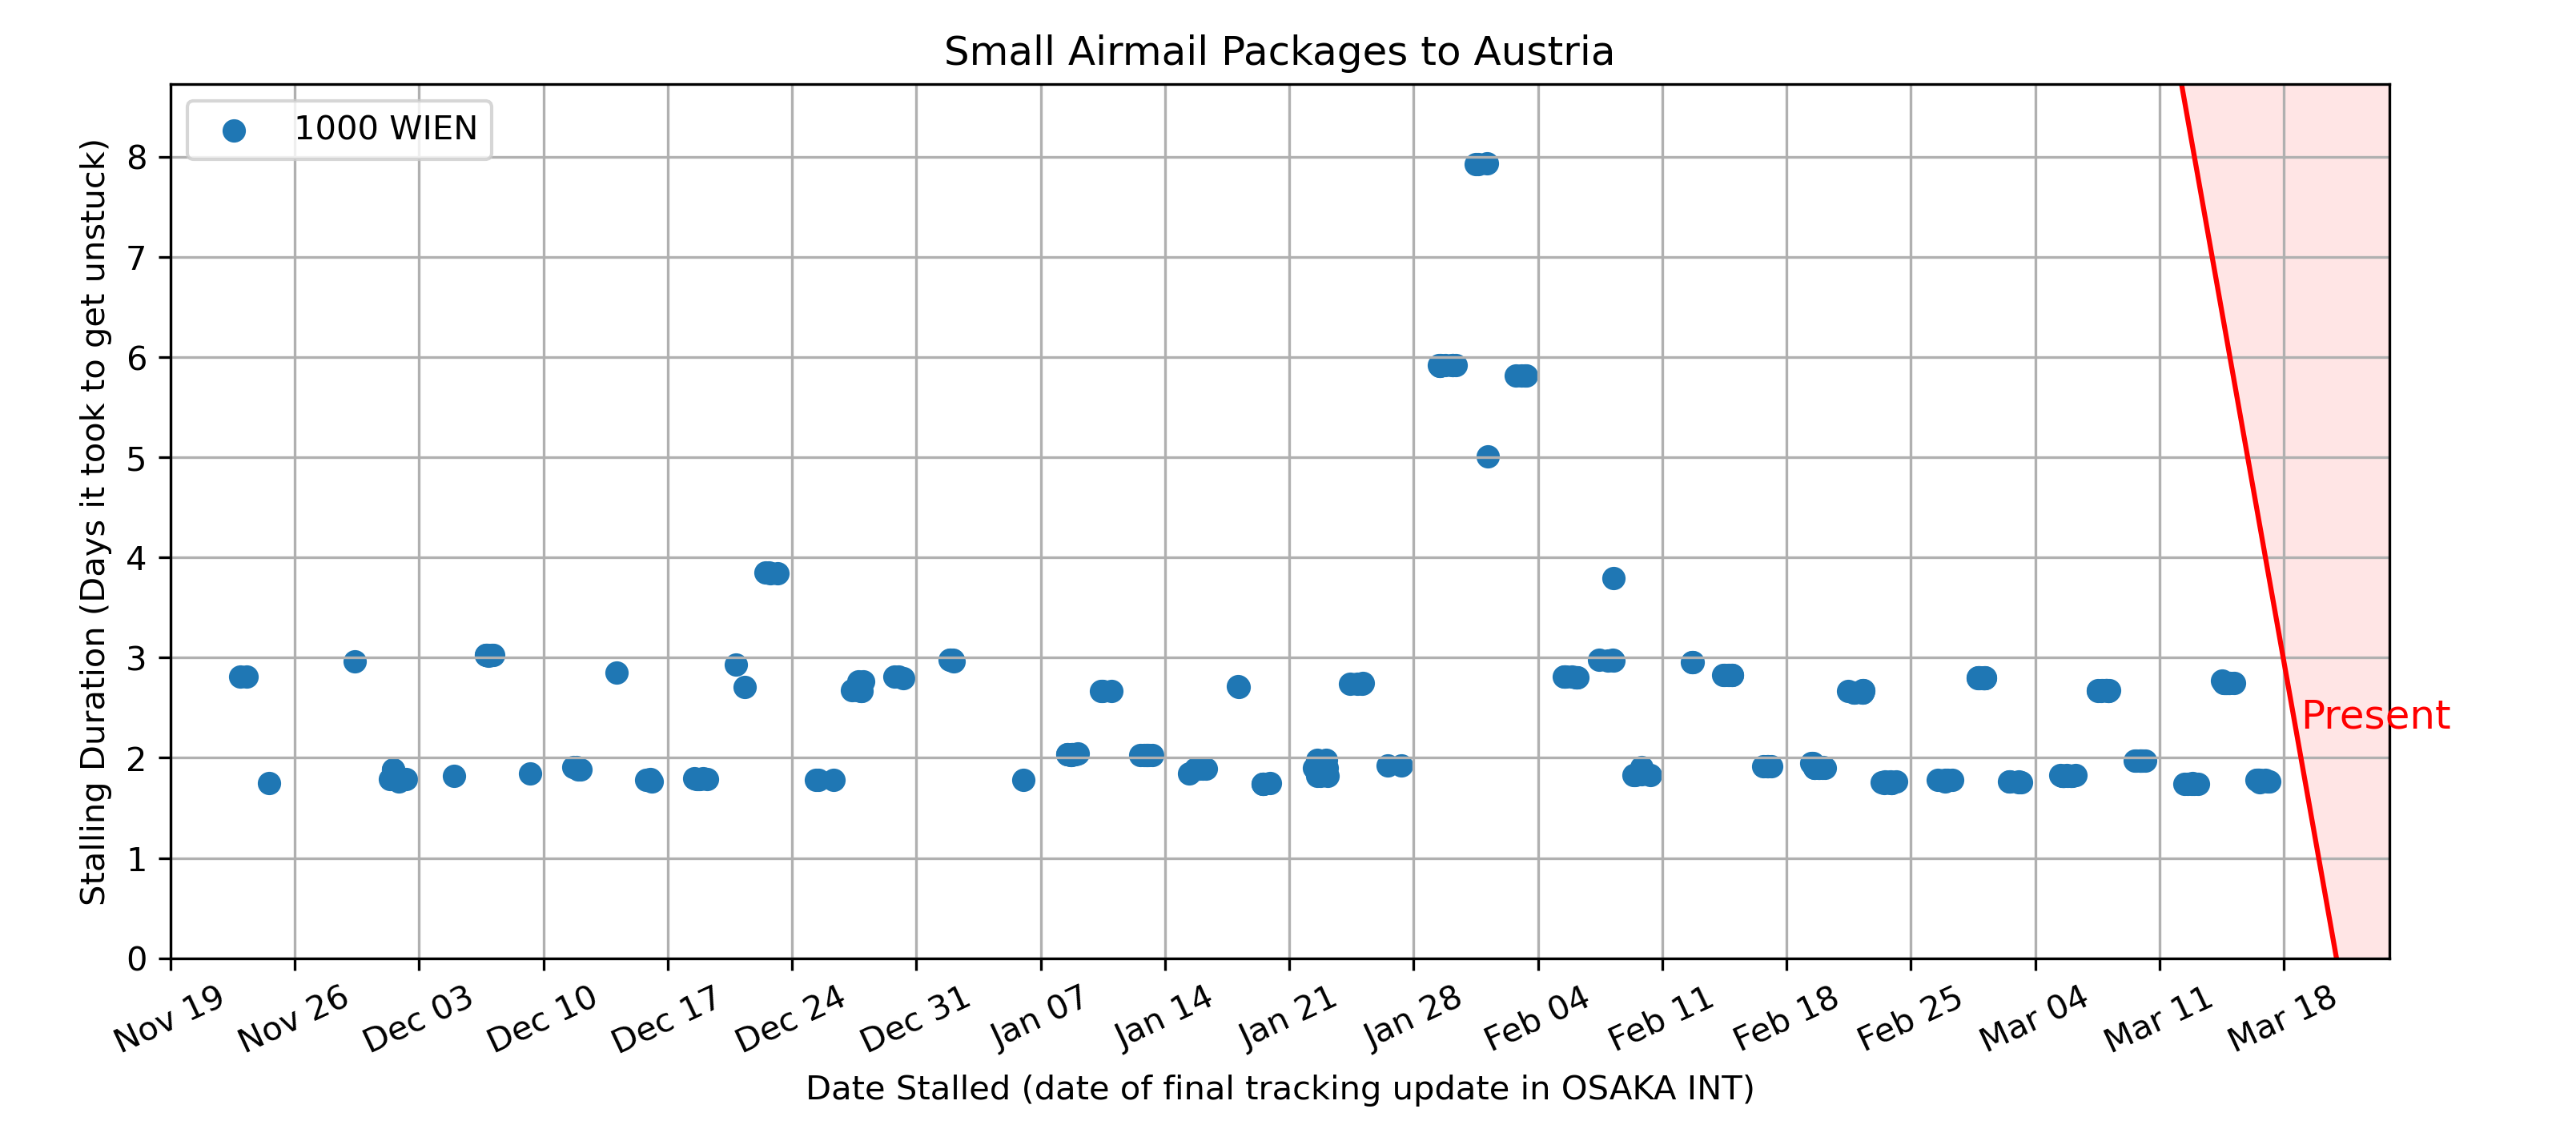 Small Airmail Packages to Austria
1000 WIEN
Stalling Duration (Days it took to get unstuck)
8
7
6
5
4
3
2
1
0
Present
Nov 19 Nov 26 Dec 03 Dec 10 Dec 17 Dec 24 Dec 31 Jan 07 Jan 14 Jan 21 Jan 28 Feb 04 Feb 11 Feb 18 Feb 25 Mar 04 Mar 11 Mar 18
Date Stalled (date of final tracking update in OSAKA INT)